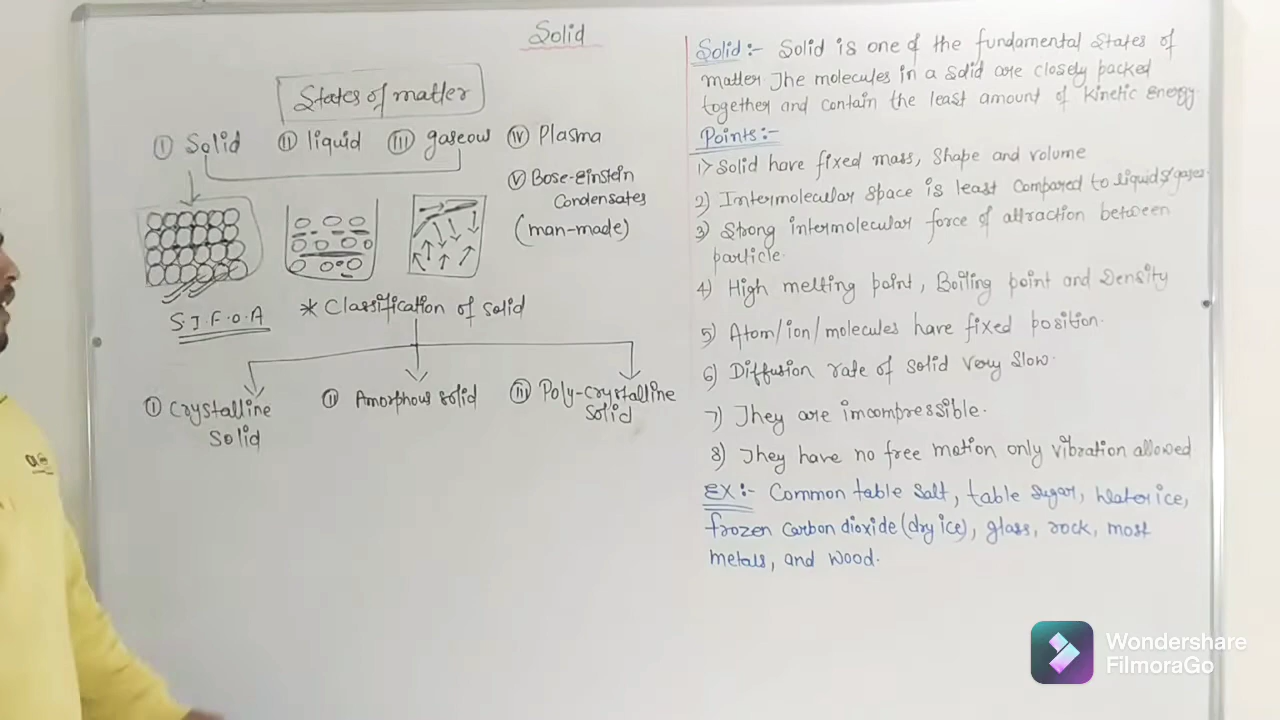 Solid
States of matter
Ⓘ Solid Ⓘⓘ liquid Ⓘⓘⓘ gaseous ⓘⓥ Plasma
Ⓥ Bose-Einstein
Condensates
(man-made)
S.I.F.O.A
* Classification of solid
Ⓘ Crystalline
Solid
Ⓘⓘ Amorphous solid
Ⓘⓘⓘ Poly-crystalline
Solid
Solid :- Solid is one of the fundamental states of
matter. The molecules in a solid are closely packed
together and contain the least amount of kinetic energy
Points :-
1) Solid have fixed mass, shape and volume
2) Intermolecular space is least compared to liquid & gases.
3) Strong intermolecular force of attraction between
particle.
4) High melting point, Boiling point and Density
5) Atom/ion/molecules have fixed position.
6) Diffusion rate of solid very slow.
7) They are imcompressible.
8) They have no free motion only vibration allowed
EX :- Common table salt, table sugar, water ice,
frozen carbon dioxide (dry ice), glass, rock, most
metals, and wood.
Wondershare
FilmoraGo